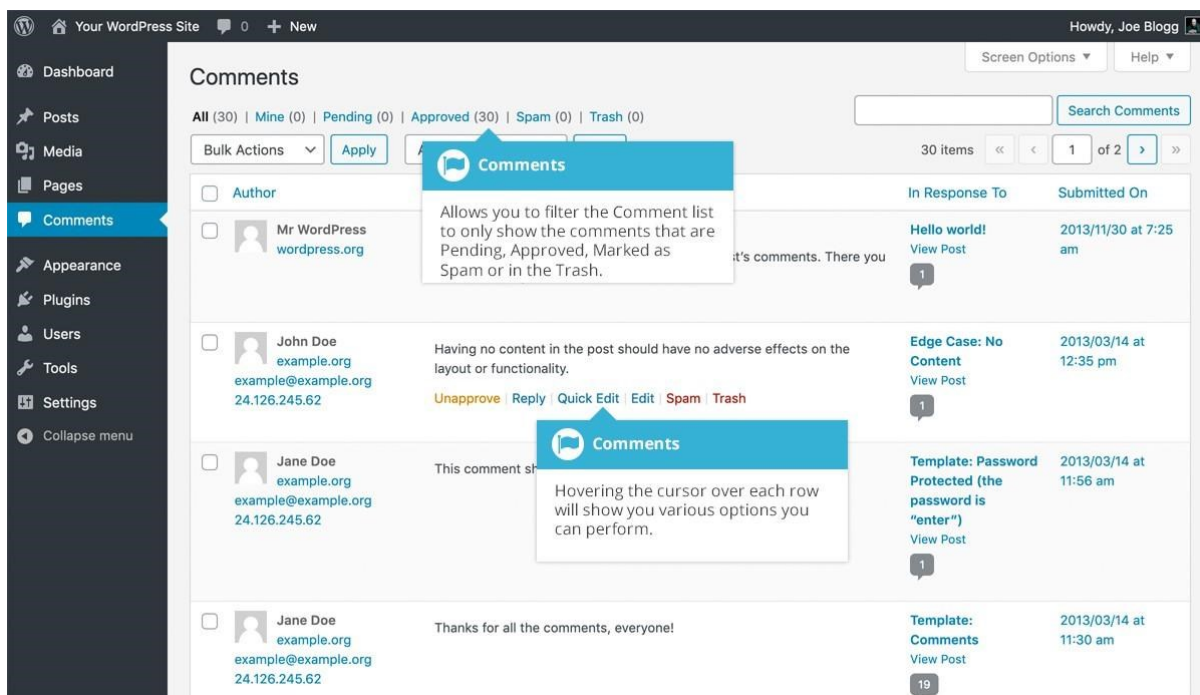 Your WordPress Site 0 + New Howdy, Joe Blogg
Dashboard
Posts
Media
Pages
Comments
Appearance
Plugins
Users
Tools
Settings
Collapse menu
Screen Options ▼ Help ▼
Comments
All (30) | Mine (0) | Pending (0) | Approved (30) | Spam (0) | Trash (0)
Search Comments
Bulk Actions Apply
30 items « ‹ 1 of 2 › »
Author In Response To Submitted On
Comments
Allows you to filter the Comment list
to only show the comments that are
Pending, Approved, Marked as
Spam or in the Trash.
Mr WordPress
wordpress.org
comments. There you
Hello world!
View Post
1
2013/11/30 at 7:25
am
John Doe
example.org
example@example.org
24.126.245.62
Having no content in the post should have no adverse effects on the
layout or functionality.
Unapprove | Reply | Quick Edit | Edit | Spam | Trash
Edge Case: No
Content
View Post
1
2013/03/14 at
12:35 pm
Comments
Hovering the cursor over each row
will show you various options you
can perform.
Jane Doe
example.org
example@example.org
24.126.245.62
This comment
Template: Password
Protected (the
password is
“enter”)
View Post
1
2013/03/14 at
11:56 am
Jane Doe
example.org
example@example.org
24.126.245.62
Thanks for all the comments, everyone!
Template:
Comments
View Post
19
2013/03/14 at
11:30 am